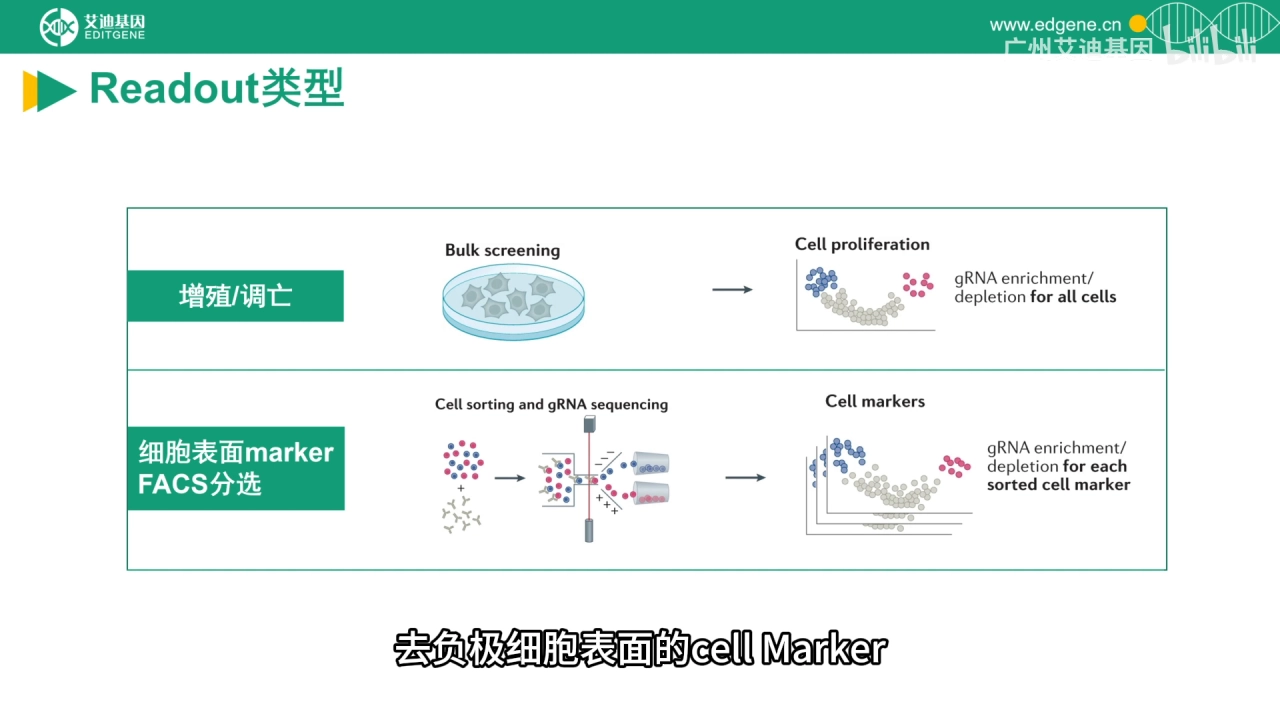 艾迪基因
EDITGENE
www.edgene.cn
广州艾迪基因 bilibili
Readout类型
增殖/调亡
Bulk screening
Cell proliferation
gRNA enrichment/
depletion for all cells
细胞表面marker
FACS分选
Cell sorting and gRNA sequencing
+
− − −
+ + +
Cell markers
gRNA enrichment/
depletion for each
sorted cell marker
去负极细胞表面的cell Marker